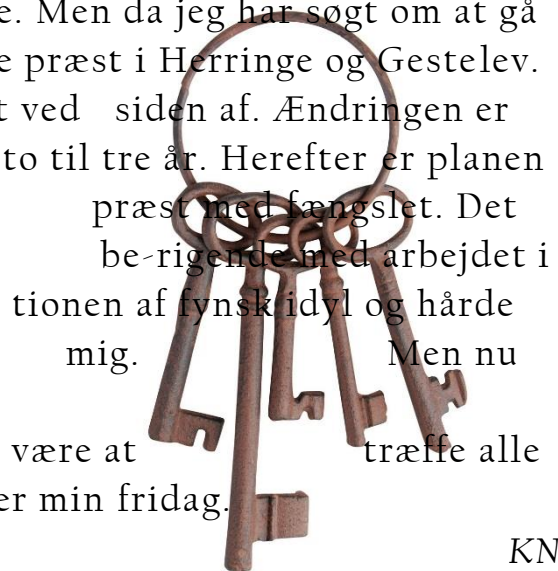 e. Men da jeg har søgt om at gå
e præst i Herringe og Gestelev.
t ved siden af. Ændringen er
to til tre år. Herefter er planen
præst med fængslet. Det
be-rigende med arbejdet i
tionen af fynsk idyl og hårde
mig. Men nu
være at træffe alle
er min fridag.
KN